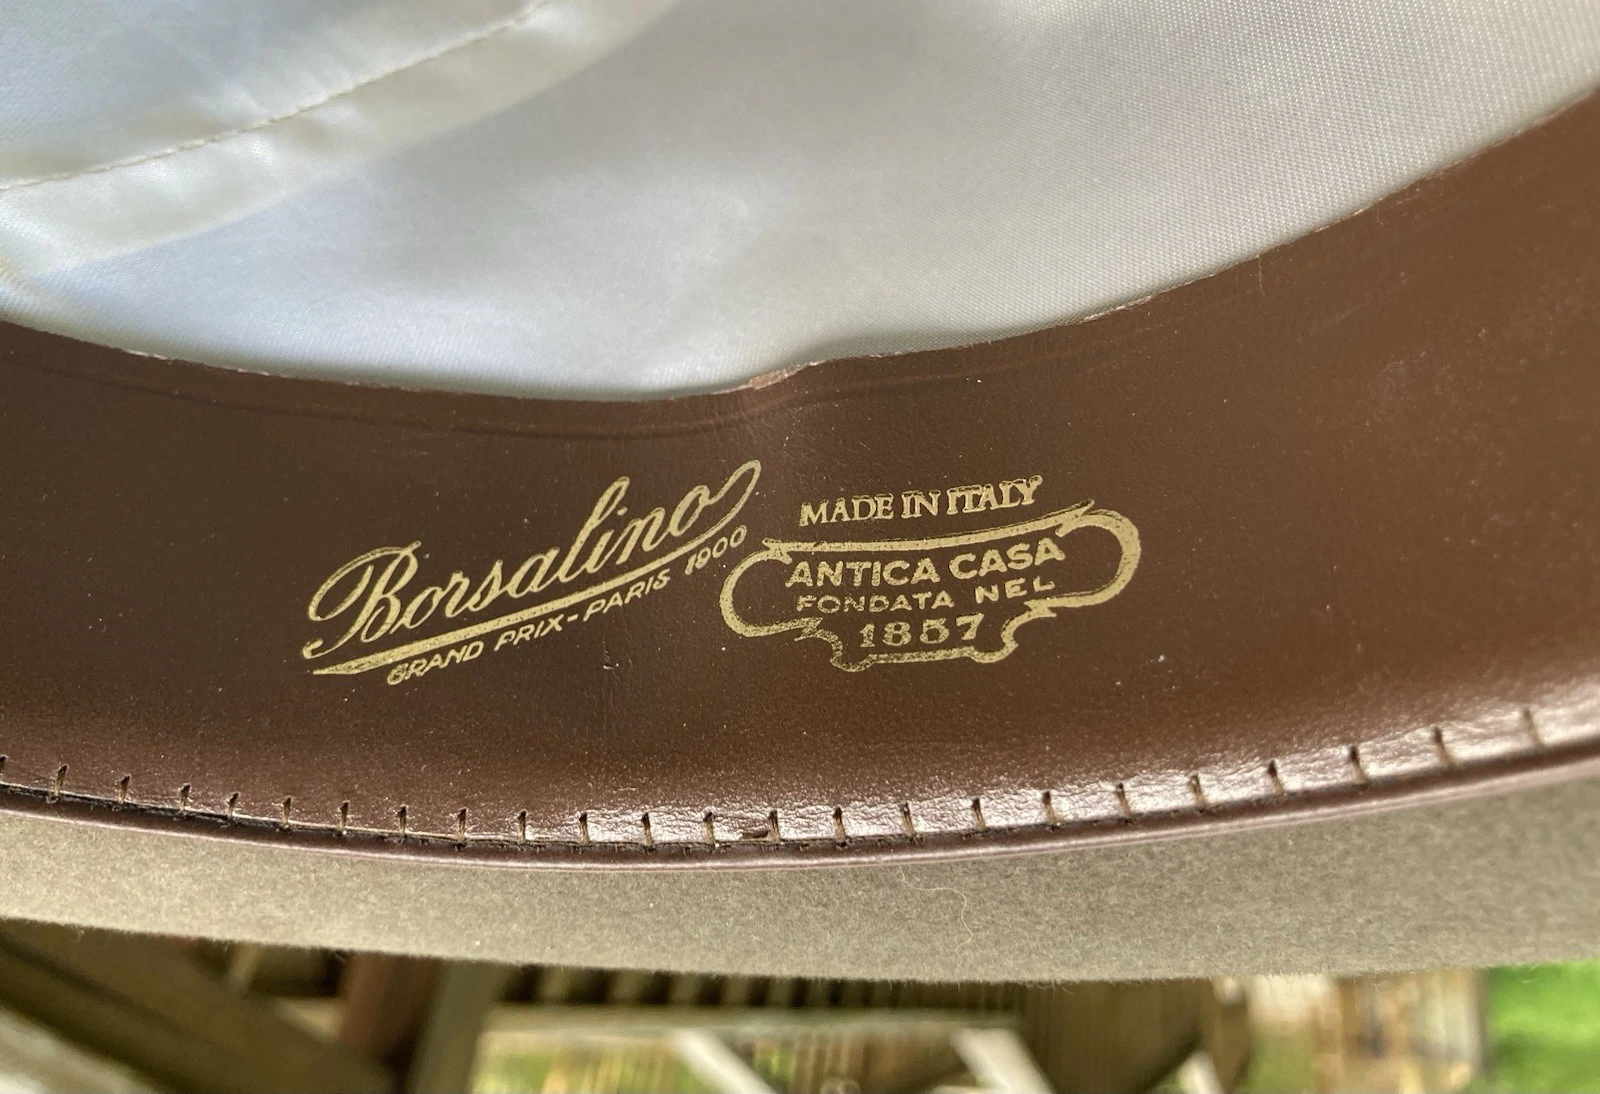 Borsalino
GRAND PRIX-PARIS 1900
MADE IN ITALY
ANTICA CASA
FONDATA NEL
1857